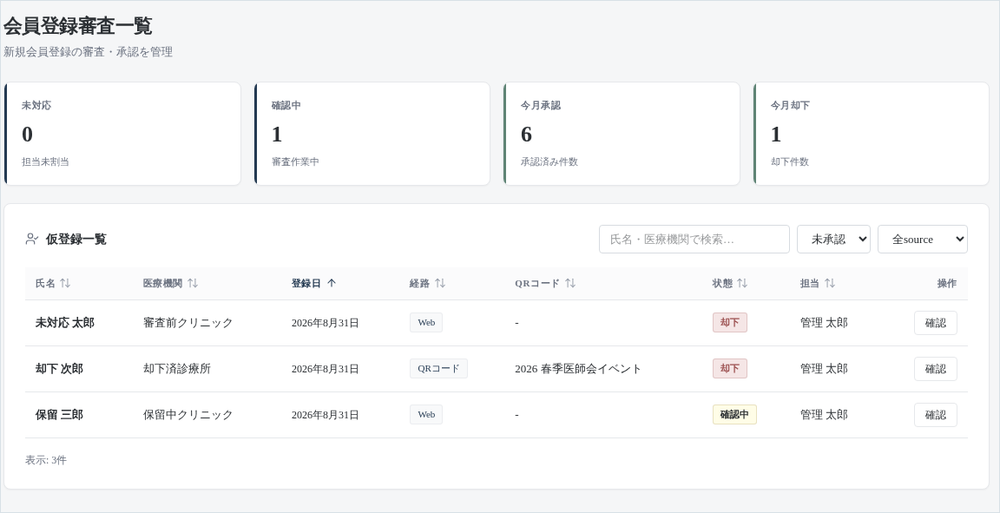 会員登録審査一覧
新規会員登録の審査・承認を管理
未対応
0
担当未割当
確認中
1
審査作業中
今月承認
6
承認済み件数
今月却下
1
却下件数
仮登録一覧
氏名・医療機関で検索…
未承認
全source
氏名 医療機関 登録日 経路 QRコード 状態 担当 操作
未対応 太郎 審査前クリニック 2026年8月31日 Web - 却下 管理 太郎 確認
却下 次郎 却下済診療所 2026年8月31日 QRコード 2026 春季医師会イベント 却下 管理 太郎 確認
保留 三郎 保留中クリニック 2026年8月31日 Web - 確認中 管理 太郎 確認
表示: 3件